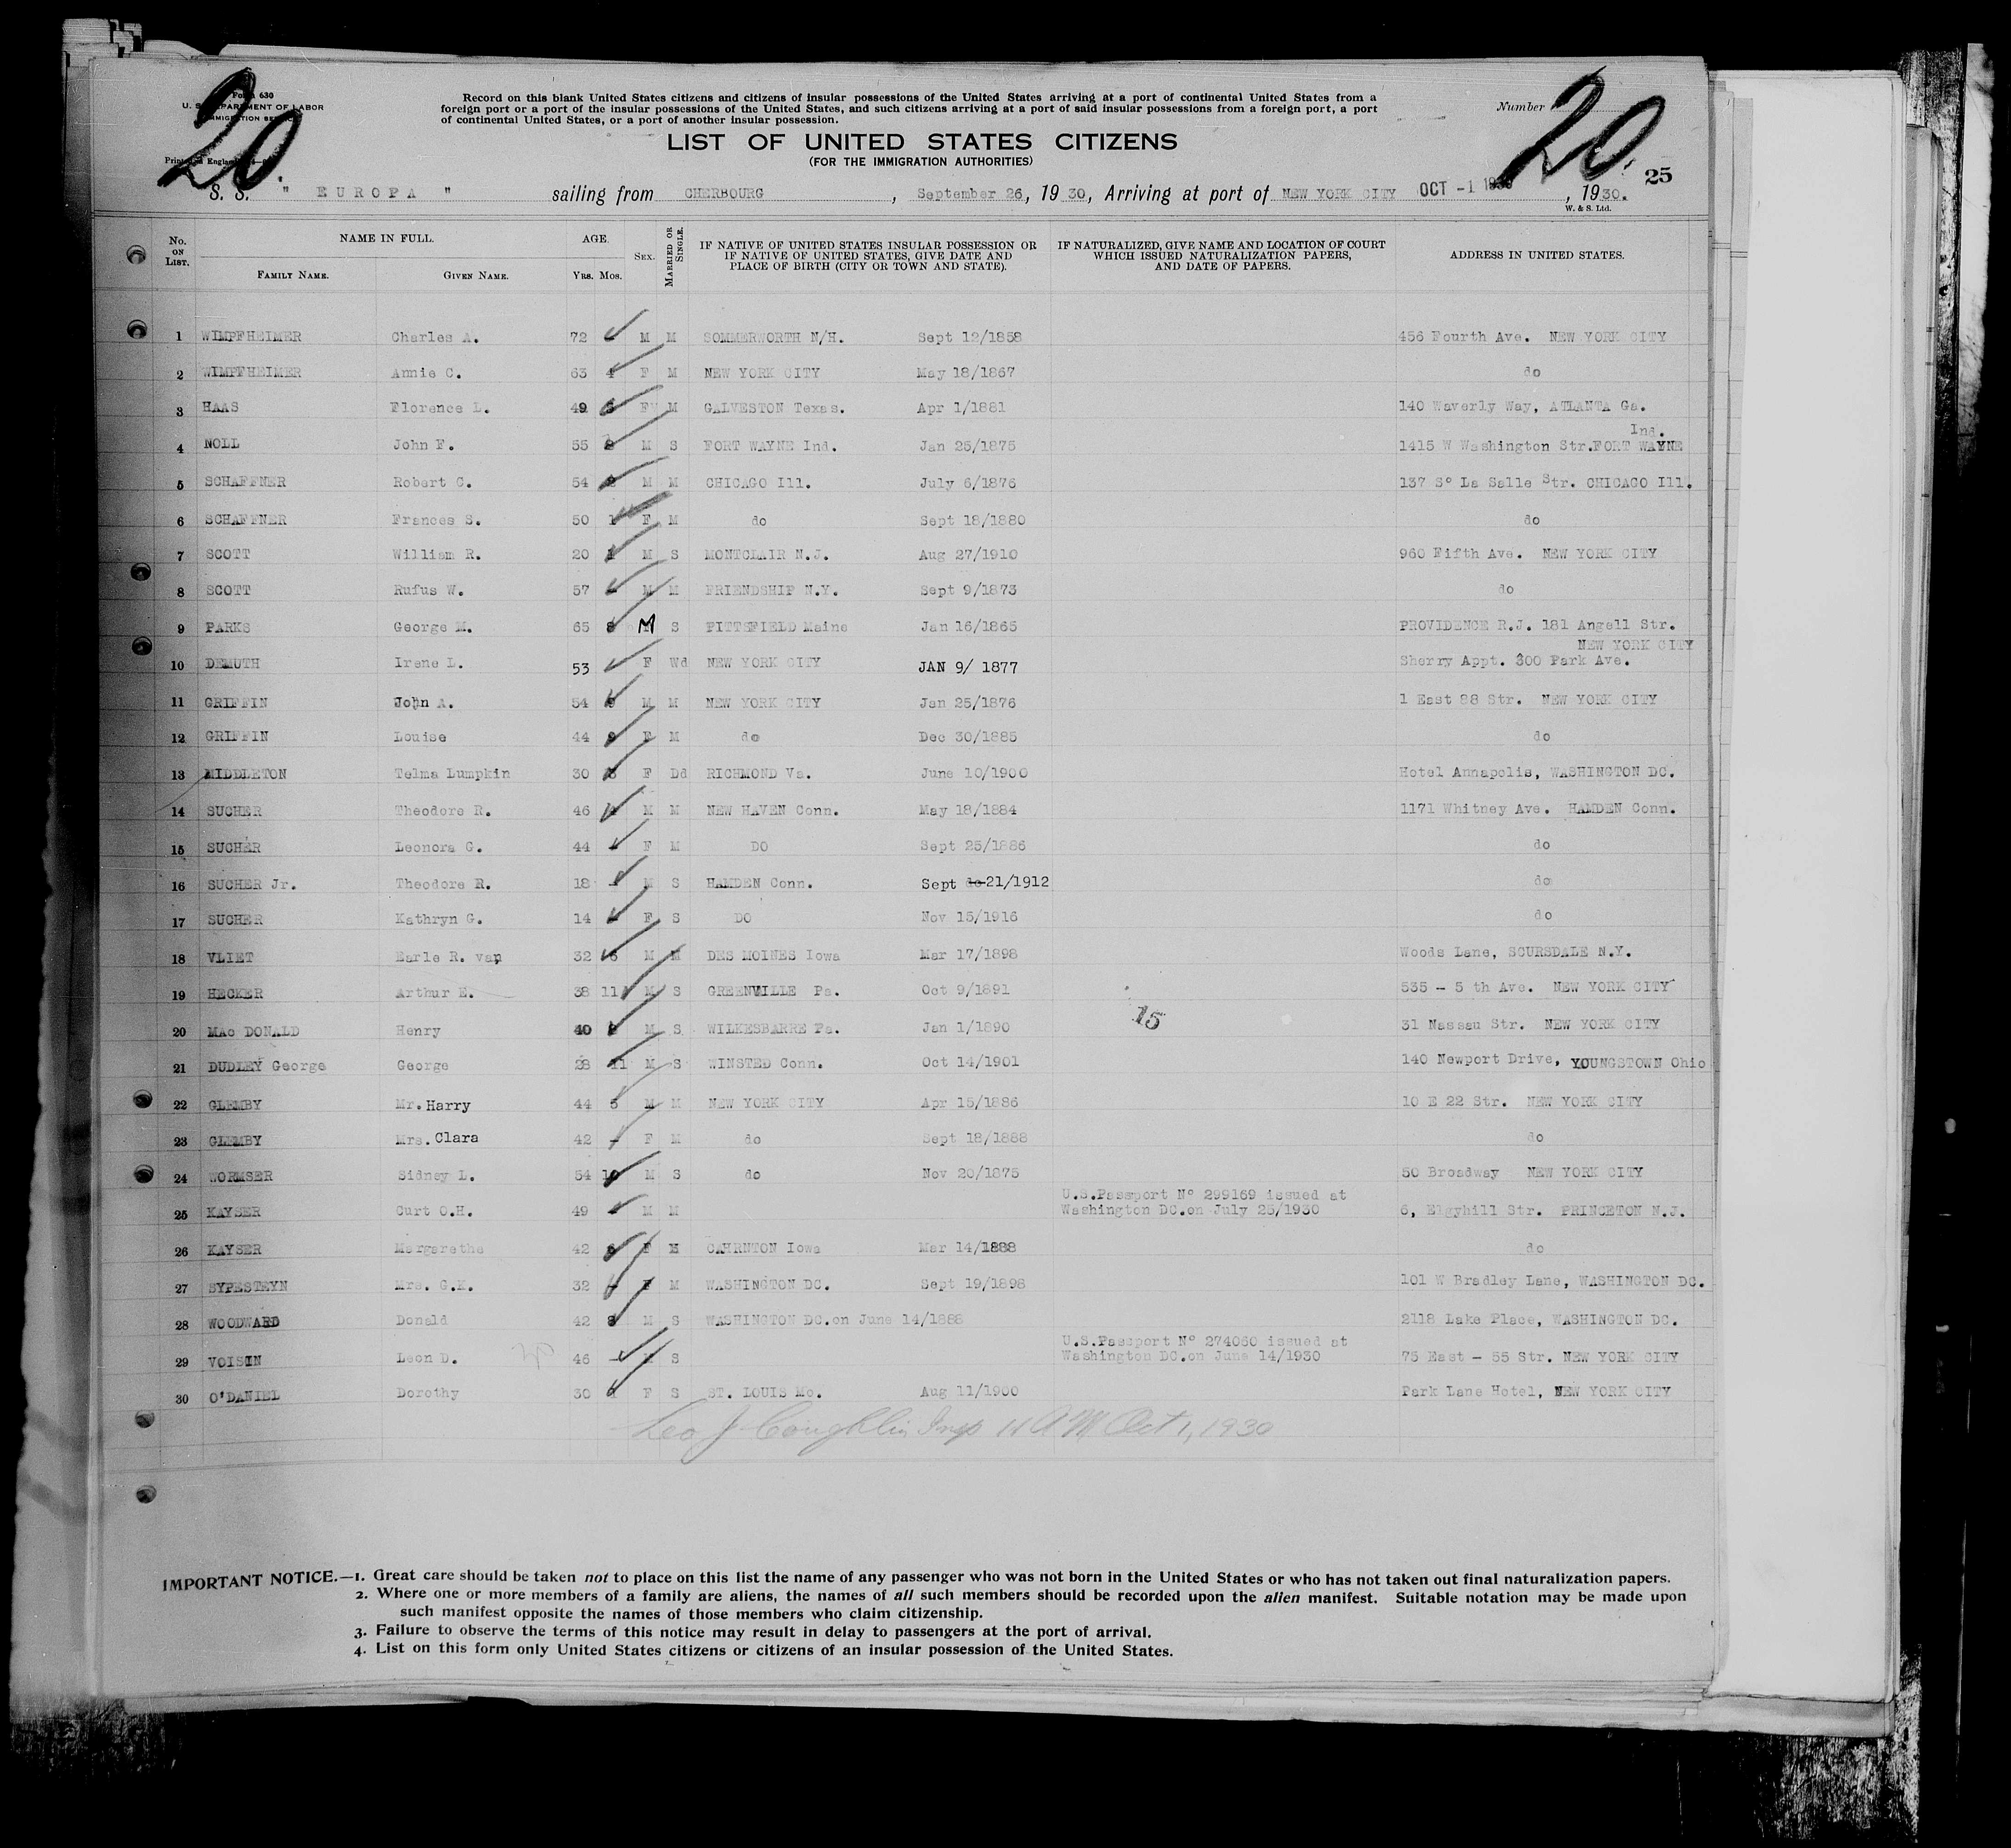 20 20
Form 630
U. S. DEPARTMENT OF LABOR
IMMIGRATION SERVICE
Record on this blank United States citizens and citizens of insular possessions of the United States arriving at a port of continental United States from a
foreign port or a port of the insular possessions of the United States, and such citizens arriving at a port of said insular possessions from a foreign port, a port
of continental United States, or a port of another insular possession.
Number
LIST OF UNITED STATES CITIZENS
(FOR THE IMMIGRATION AUTHORITIES)
Printed in England
25
S. S. " EUROPA " sailing from CHERBOURG, September 26, 1930, Arriving at port of NEW YORK CITY OCT -1 1930, 1930.
W. & S. Ltd.
No. ON LIST. NAME IN FULL. AGE. SEX. MARRIED OR SINGLE. IF NATIVE OF UNITED STATES INSULAR POSSESSION OR IF NATIVE OF UNITED STATES, GIVE DATE AND PLACE OF BIRTH (CITY OR TOWN AND STATE). IF NATURALIZED, GIVE NAME AND LOCATION OF COURT WHICH ISSUED NATURALIZATION PAPERS, AND DATE OF PAPERS. ADDRESS IN UNITED STATES.
FAMILY NAME. GIVEN NAME. YRS. MOS.
1 WIMPFHEIMER Charles A. 72 M M SOMMERWORTH N/H. Sept 12/1858 456 Fourth Ave. NEW YORK CITY
2 WIMPFHEIMER Annie C. 63 4 F M NEW YORK CITY May 18/1867 do
3 HAAS Florence L. 49 F M GALVESTON Texas. Apr 1/1881 140 Waverly Way, ATLANTA Ga.
Ind.
4 NOLL John F. 55 8 M S FORT WAYNE Ind. Jan 25/1875 1415 W Washington Str.FORT WAYNE
5 SCHAFFNER Robert C. 54 M M CHICAGO Ill. July 6/1876 137 So La Salle Str. CHICAGO Ill.
6 SCHAFFNER Frances S. 50 F M do Sept 18/1880 do
7 SCOTT William R. 20 M S MONTCLAIR N.J. Aug 27/1910 960 Fifth Ave. NEW YORK CITY
8 SCOTT Rufus W. 57 M M FRIENDSHIP N.Y. Sept 9/1873 do
9 PARKS George M. 65 8 M S PITTSFIELD Maine Jan 16/1865 PROVIDENCE R.J. 181 Angell Str.
NEW YORK CITY
10 DEMUTH Irene L. 53 F Wd NEW YORK CITY JAN 9/ 1877 Sherry Appt. 300 Park Ave.
11 GRIFFIN John A. 54 M M NEW YORK CITY Jan 25/1876 1 East 88 Str. NEW YORK CITY
12 GRIFFIN Louise 44 9 F M do Dec 30/1885 do
13 MIDDLETON Telma Lumpkin 30 F Dd RICHMOND Va. June 10/1900 Hotel Annapolis, WASHINGTON DC.
14 SUCHER Theodore R. 46 M M NEW HAVEN Conn. May 18/1884 1171 Whitney Ave. HAMDEN Conn.
15 SUCHER Leonora G. 44 F M DO Sept 25/1886 do
16 SUCHER Jr. Theodore R. 18 M S HAMDEN Conn. Sept do 21/1912 do
17 SUCHER Kathryn G. 14 F S DO Nov 15/1916 do
18 VLIET Earle R. van 32 6 M M DES MOINES Iowa Mar 17/1898 Woods Lane, SCURSDALE N.Y.
19 HECKER Arthur E. 38 11 M S GREENVILLE Pa. Oct 9/1891 535 - 5 th Ave. NEW YORK CITY
15
20 MAC DONALD Henry 40 M S WILKESBARRE Pa. Jan 1/1890 31 Nassau Str. NEW YORK CITY
21 DUDLEY George George 28 11 M S WINSTED Conn. Oct 14/1901 140 Newport Drive, YOUNGSTOWN Ohio
22 GLEMBY Mr. Harry 44 5 M M NEW YORK CITY Apr 15/1886 10 E 22 Str. NEW YORK CITY
23 GLEMBY Mrs. Clara 42 - F M do Sept 18/1888 do
24 WORMSER Sidney L. 54 10 M S do Nov 20/1875 50 Broadway NEW YORK CITY
U.S.Passport No 299169 issued at
25 KAYSER Curt O.H. 49 M M Washington DC.on July 25/1930 6, Elgyhill Str. PRINCETON N.J.
26 KAYSER Margarethe 42 6 F M CAHRNTON Iowa Mar 14/1888 do
27 SYPESTEYN Mrs. G.K. 32 - F M WASHINGTON DC. Sept 19/1898 101 W Bradley Lane, WASHINGTON DC.
28 WOODWARD Donald 42 3 M S WASHINGTON DC.on June 14/1888 2118 Lake Place, WASHINGTON DC.
U.S.Passport No 274060 issued at
29 VOISIN Leon D. 46 - M S Washington DC.on June 14/1930 75 East - 55 Str. NEW YORK CITY
30 O'DANIEL Dorothy 30 F S ST. LOUIS Mo. Aug 11/1900 Park Lane Hotel, NEW YORK CITY
Leo J Coughlin Insp Oct 1, 1930
IMPORTANT NOTICE.—1. Great care should be taken not to place on this list the name of any passenger who was not born in the United States or who has not taken out final naturalization papers.
2. Where one or more members of a family are aliens, the names of all such members should be recorded upon the alien manifest. Suitable notation may be made upon
such manifest opposite the names of those members who claim citizenship.
3. Failure to observe the terms of this notice may result in delay to passengers at the port of arrival.
4. List on this form only United States citizens or citizens of an insular possession of the United States.